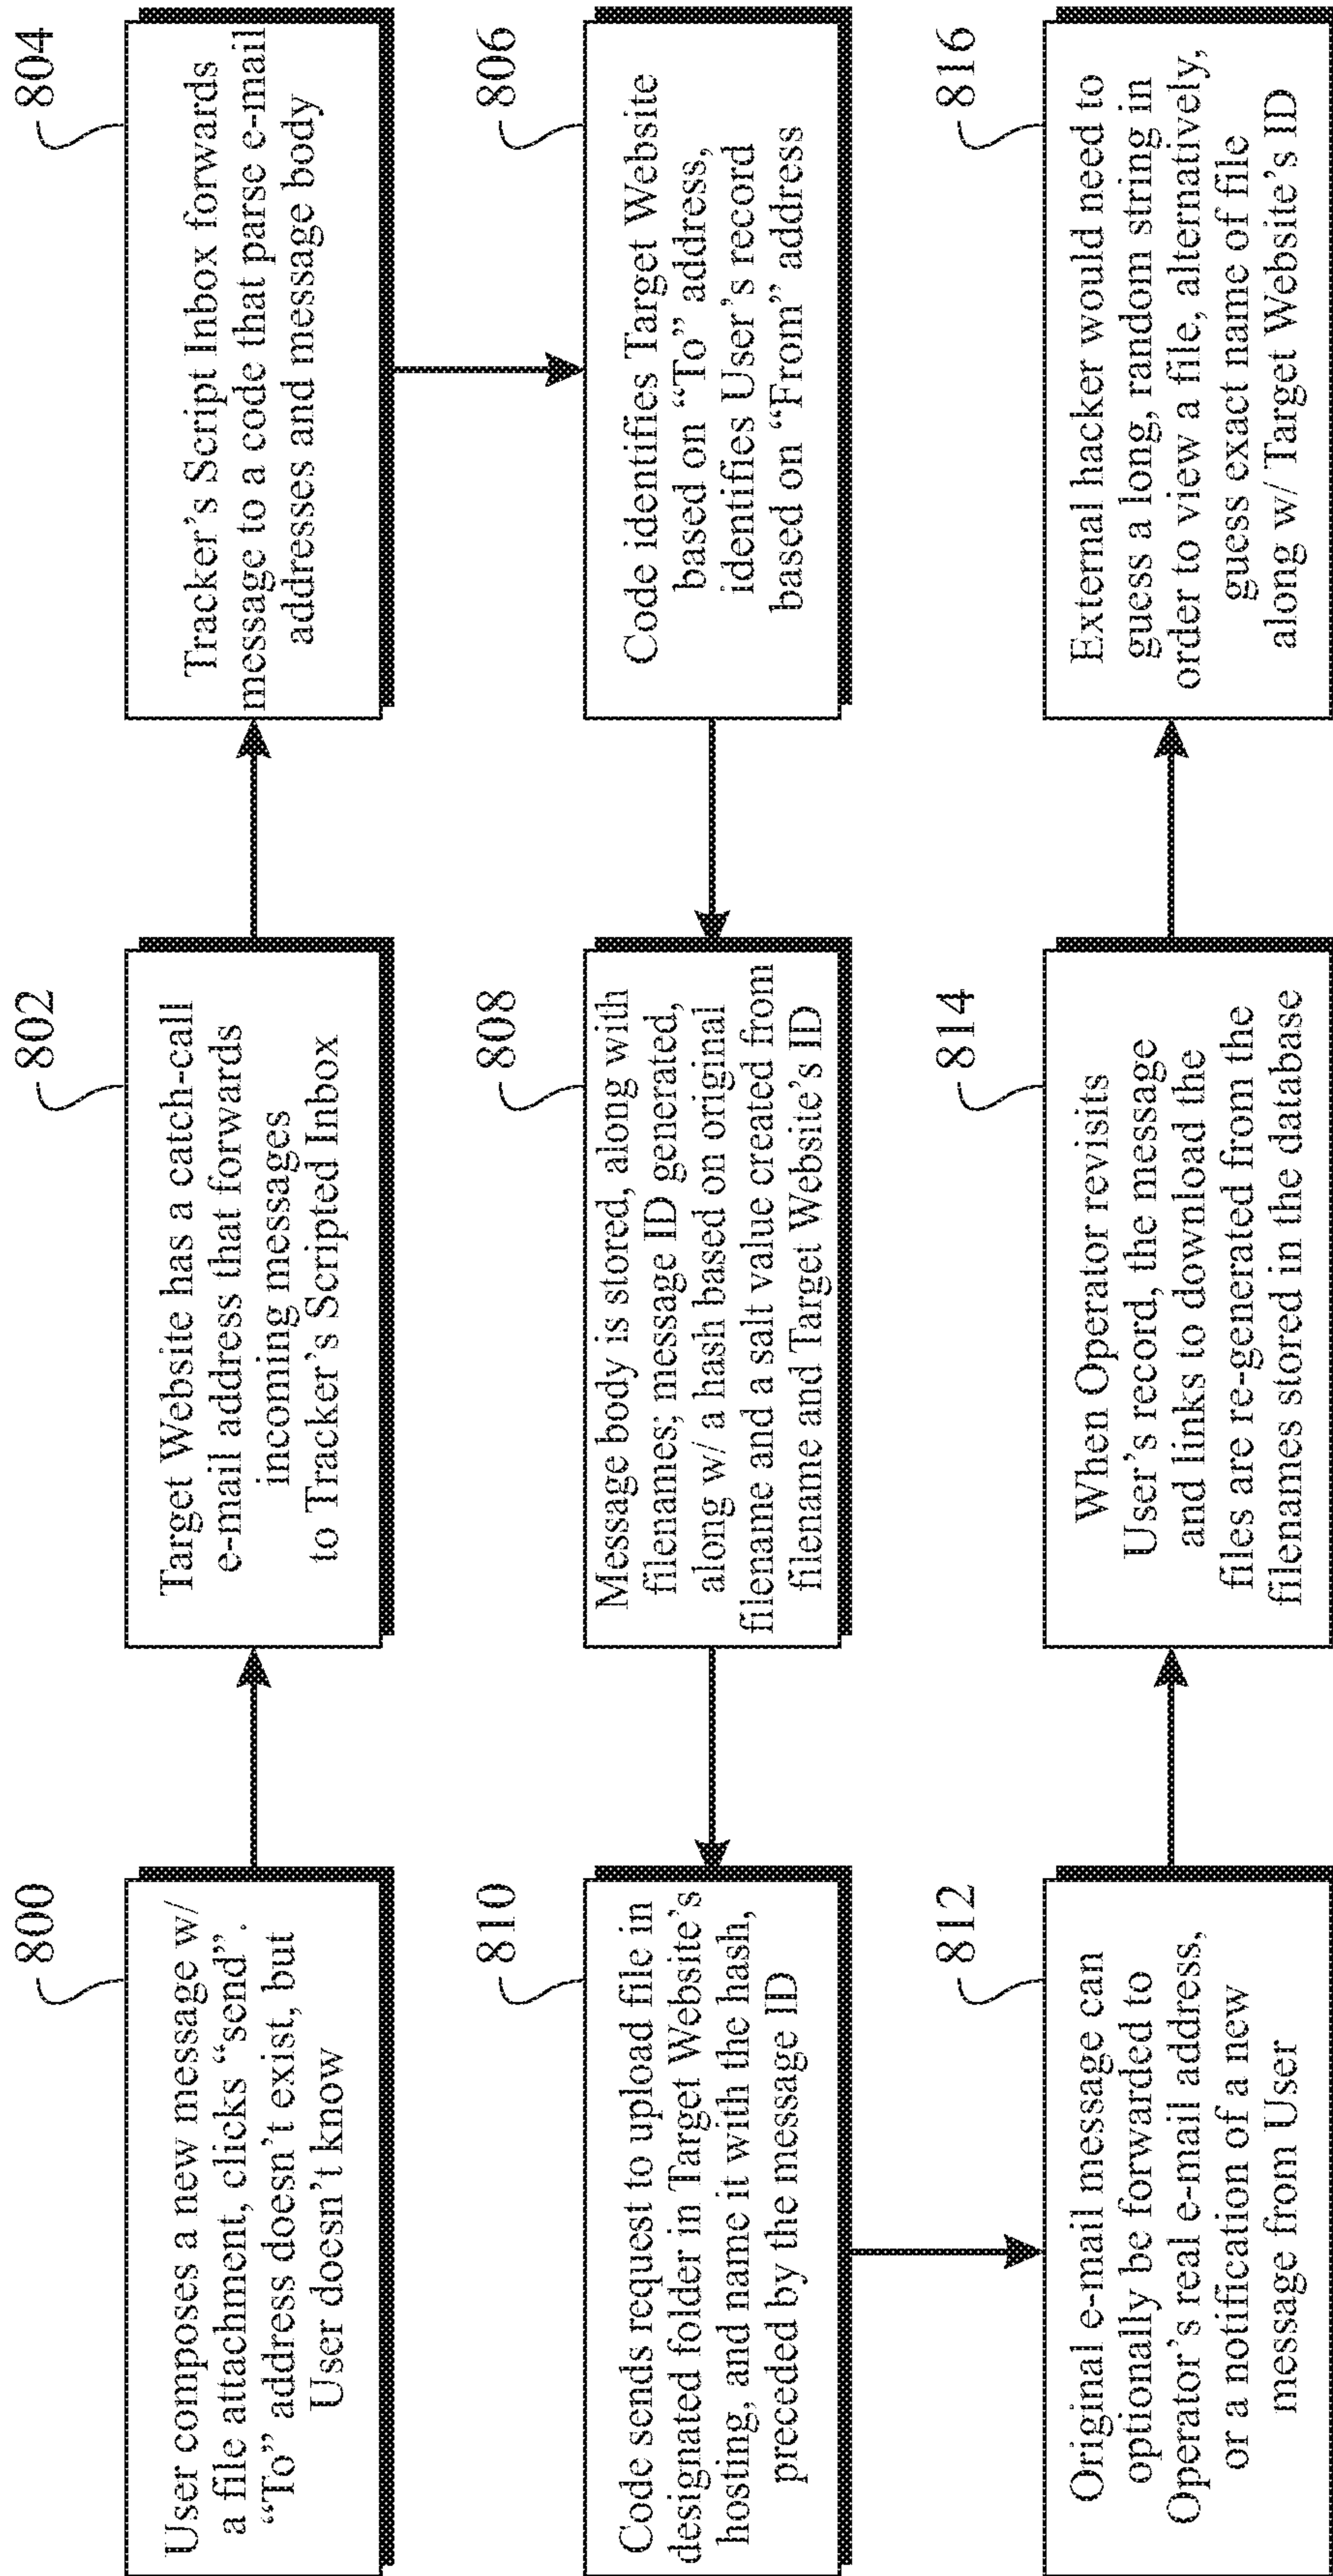 800
User composes a new message w/
a file attachment, clicks “send”.
“To” address doesn’t exist, but
User doesn’t know
802
Target Website has a catch-call
e-mail address that forwards
incoming messages
to Tracker’s Scripted Inbox
804
Tracker’s Script Inbox forwards
message to a code that parse e-mail
addresses and message body
806
Code identifies Target Website
based on “To” address,
identifies User’s record
based on “From” address
808
Message body is stored, along with
filenames; message ID generated,
along w/ a hash based on original
filename and a salt value created from
filename and Target Website’s ID
810
Code sends request to upload file in
designated folder in Target Website’s
hosting, and name it with the hash,
preceded by the message ID
812
Original e-mail message can
optionally be forwarded to
Operator’s real e-mail address,
or a notification of a new
message from User
814
When Operator revisits
User’s record, the message
and links to download the
files are re-generated from the
filenames stored in the database
816
External hacker would need to
guess a long, random string in
order to view a file, alternatively,
guess exact name of file
along w/ Target Website’s ID